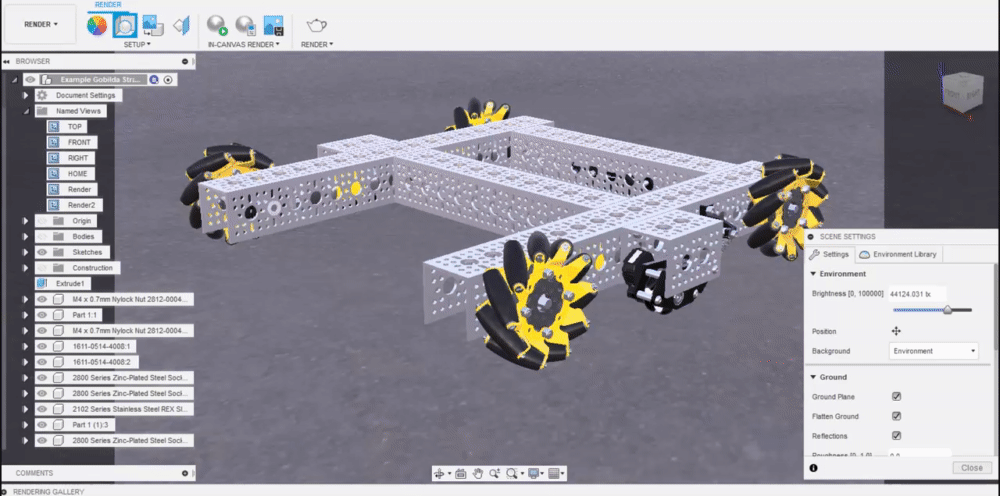 RENDER
RENDER ▾
SETUP ▾
IN-CANVAS RENDER ▾
RENDER ▾
BROWSER
Example Gobilda Stru...
Document Settings
Named Views
TOP
FRONT
RIGHT
HOME
Render
Render2
Origin
Bodies
Sketches
Construction
Extrude1
M4 x 0.7mm Nylock Nut 2812-0004...
Part 1:1
M4 x 0.7mm Nylock Nut 2812-0004...
1611-0514-4008:1
1611-0514-4008:2
2800 Series Zinc-Plated Steel Sock...
2800 Series Zinc-Plated Steel Sock...
2102 Series Stainless Steel REX St...
Part 1 (1):3
2800 Series Zinc-Plated Steel Sock...
COMMENTS
RENDERING GALLERY
SCENE SETTINGS
Settings
Environment Library
Environment
Brightness [0, 100000]
44124.031 lx
Position
Background
Environment
Ground
Ground Plane
Flatten Ground
Reflections
Roughness [0, 1.0]
0.0
Close